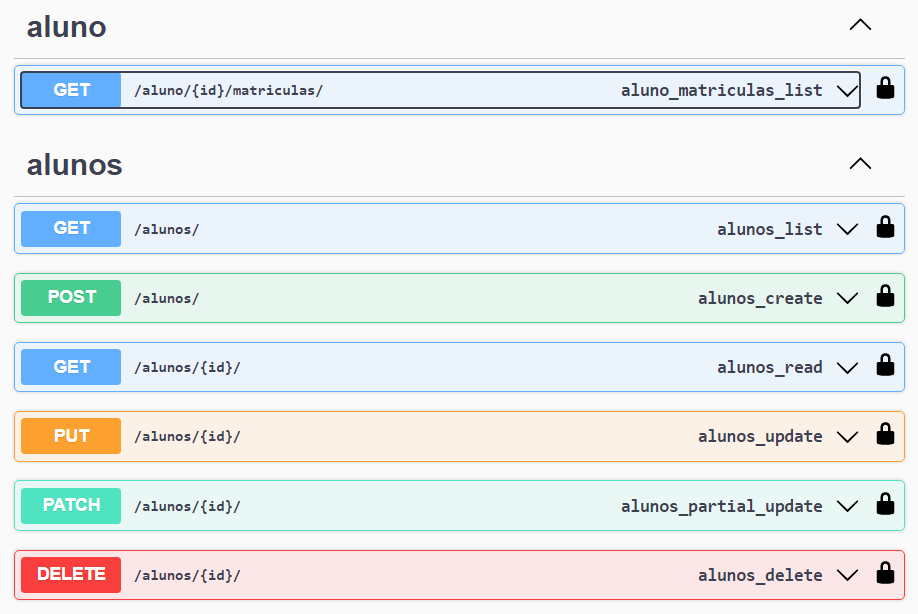 aluno
GET /aluno/{id}/matriculas/ aluno_matriculas_list
alunos
GET /alunos/ alunos_list
POST /alunos/ alunos_create
GET /alunos/{id}/ alunos_read
PUT /alunos/{id}/ alunos_update
PATCH /alunos/{id}/ alunos_partial_update
DELETE /alunos/{id}/ alunos_delete